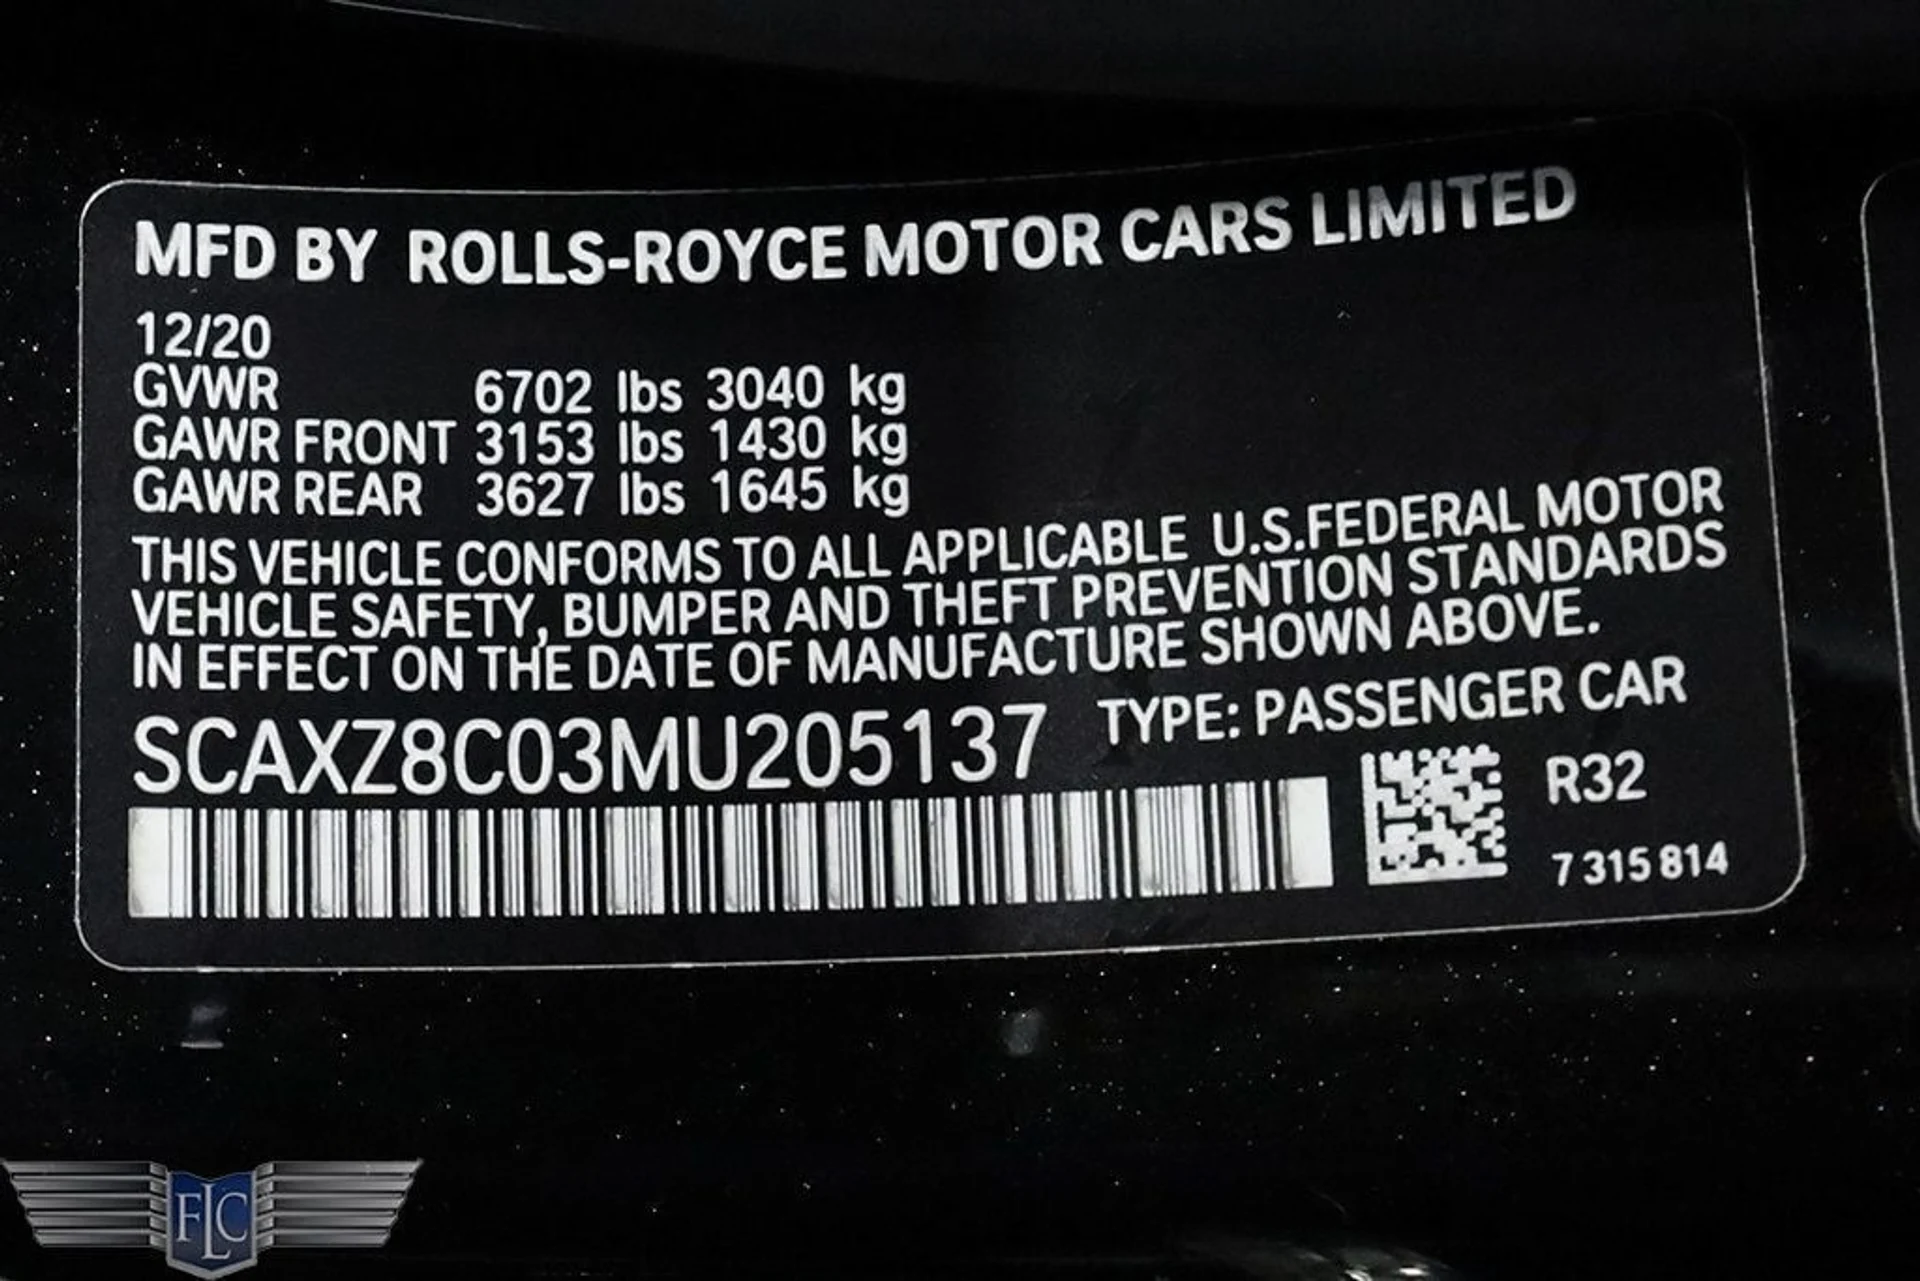 MFD BY ROLLS-ROYCE MOTOR CARS LIMITED
12/20
GVWR 6702 lbs 3040 kg
GAWR FRONT 3153 lbs 1430 kg
GAWR REAR 3627 lbs 1645 kg
THIS VEHICLE CONFORMS TO ALL APPLICABLE U.S.FEDERAL MOTOR
VEHICLE SAFETY, BUMPER AND THEFT PREVENTION STANDARDS
IN EFFECT ON THE DATE OF MANUFACTURE SHOWN ABOVE.
SCAXZ8C03MU205137 TYPE: PASSENGER CAR
R32
7 315 814
FLC